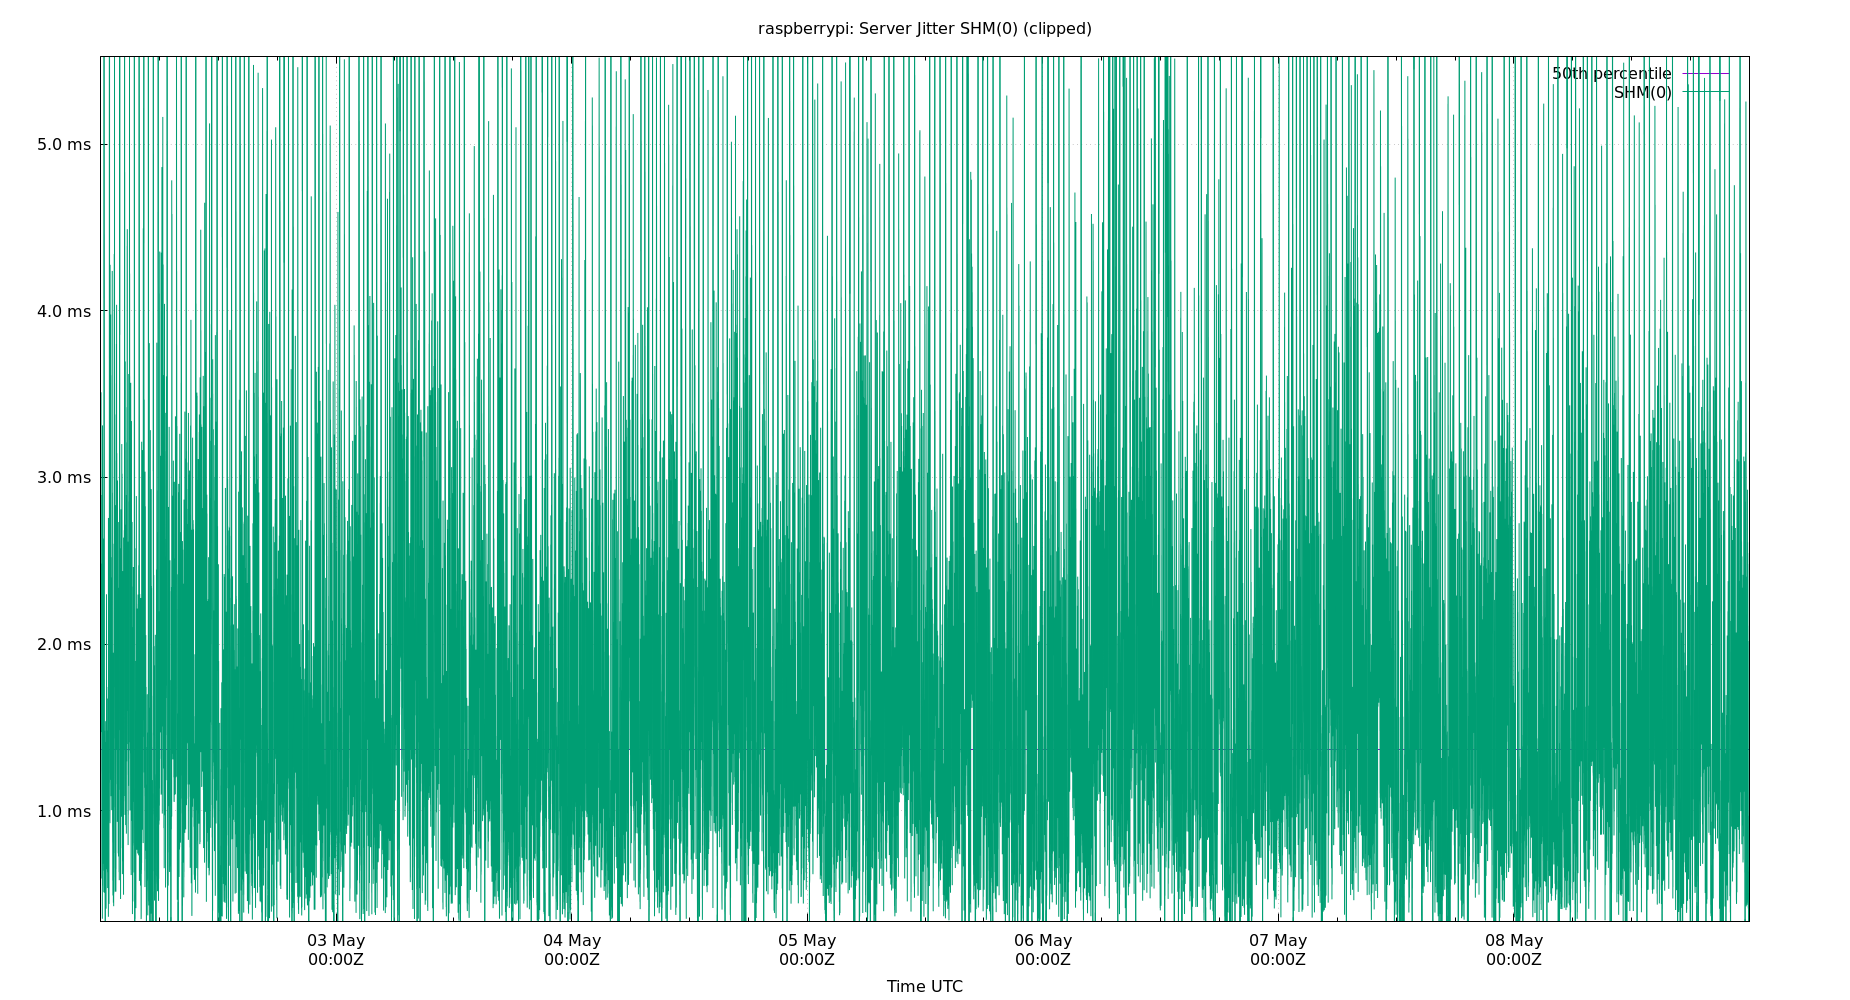 raspberrypi: Server Jitter SHM(0) (clipped)
50th percentile
SHM(0)
5.0 ms
4.0 ms
3.0 ms
2.0 ms
1.0 ms
03 May 04 May 05 May 06 May 07 May 08 May
00:00Z 00:00Z 00:00Z 00:00Z 00:00Z 00:00Z
Time UTC